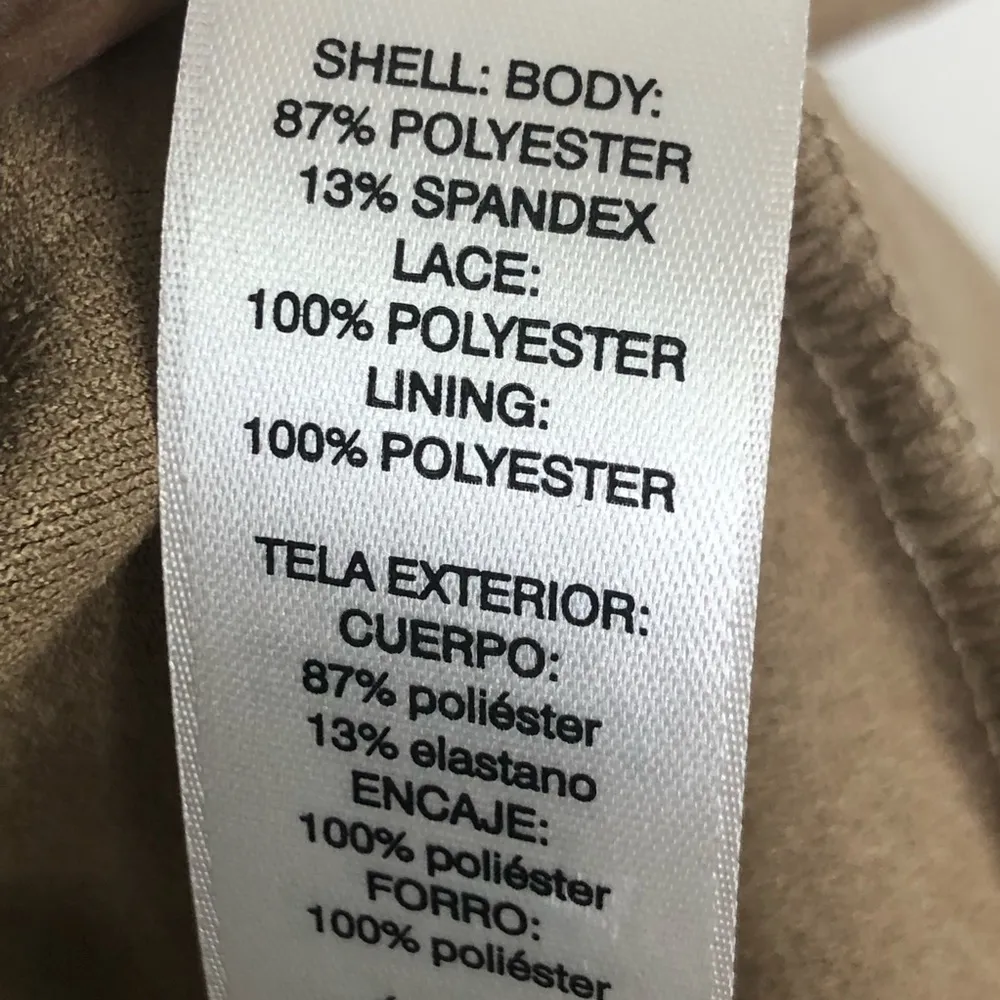 SHELL: BODY:
87% POLYESTER
13% SPANDEX
LACE:
100% POLYESTER
LINING:
100% POLYESTER
TELA EXTERIOR:
CUERPO:
87% poliéster
13% elastano
ENCAJE:
100% poliéster
FORRO:
100% poliéster